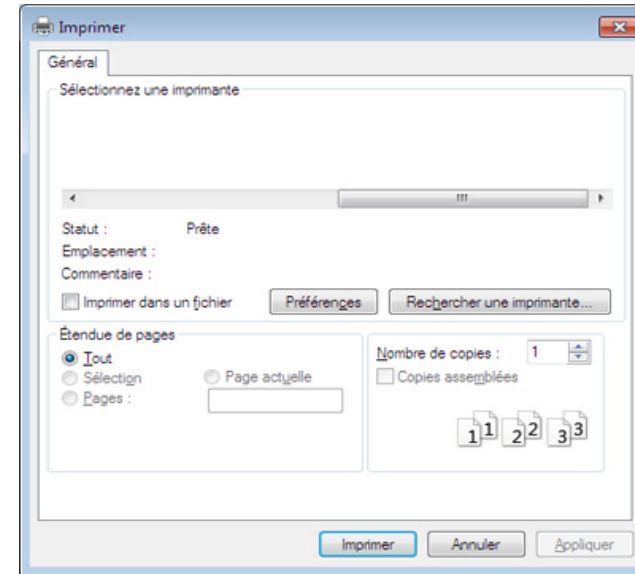 Imprimer
Général
Sélectionnez une imprimante
Statut : Prête
Emplacement :
Commentaire :
Imprimer dans un fichier Préférences Rechercher une imprimante...
Étendue de pages
Tout
Sélection Page actuelle
Pages :
Nombre de copies : 1
Copies assemblées
1 1 2 2 3 3
Imprimer Annuler Appliquer